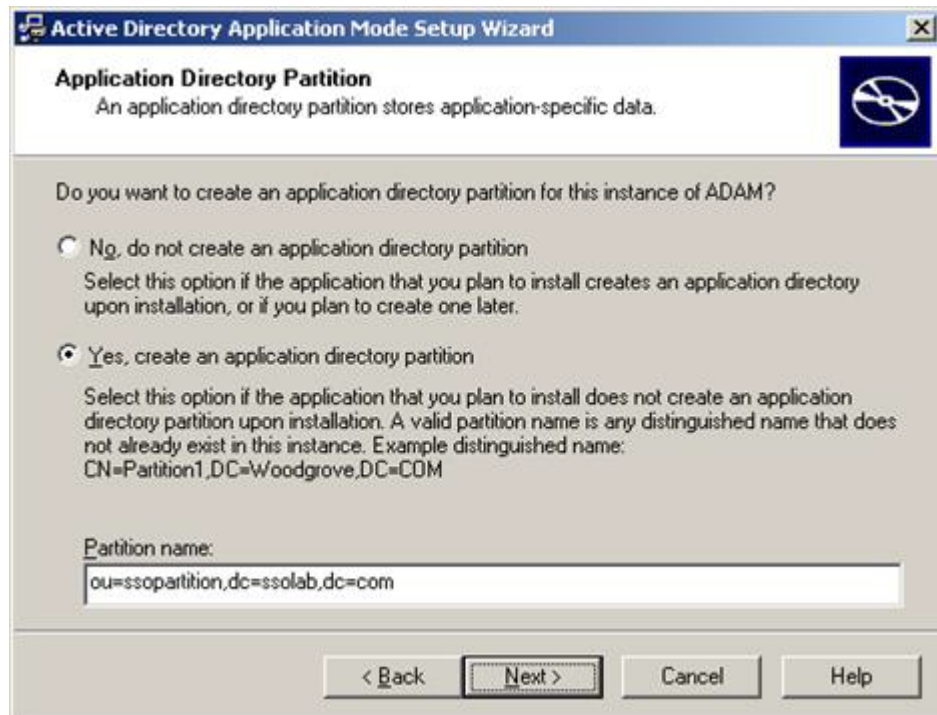 Active Directory Application Mode Setup Wizard
Application Directory Partition
An application directory partition stores application-specific data.
Do you want to create an application directory partition for this instance of ADAM?
No, do not create an application directory partition
Select this option if the application that you plan to install creates an application directory
upon installation, or if you plan to create one later.
Yes, create an application directory partition
Select this option if the application that you plan to install does not create an application
directory partition upon installation. A valid partition name is any distinguished name that does
not already exist in this instance. Example distinguished name:
CN=Partition1,DC=Woodgrove,DC=COM
Partition name:
ou=ssopartition,dc=ssolab,dc=com
< Back Next > Cancel Help